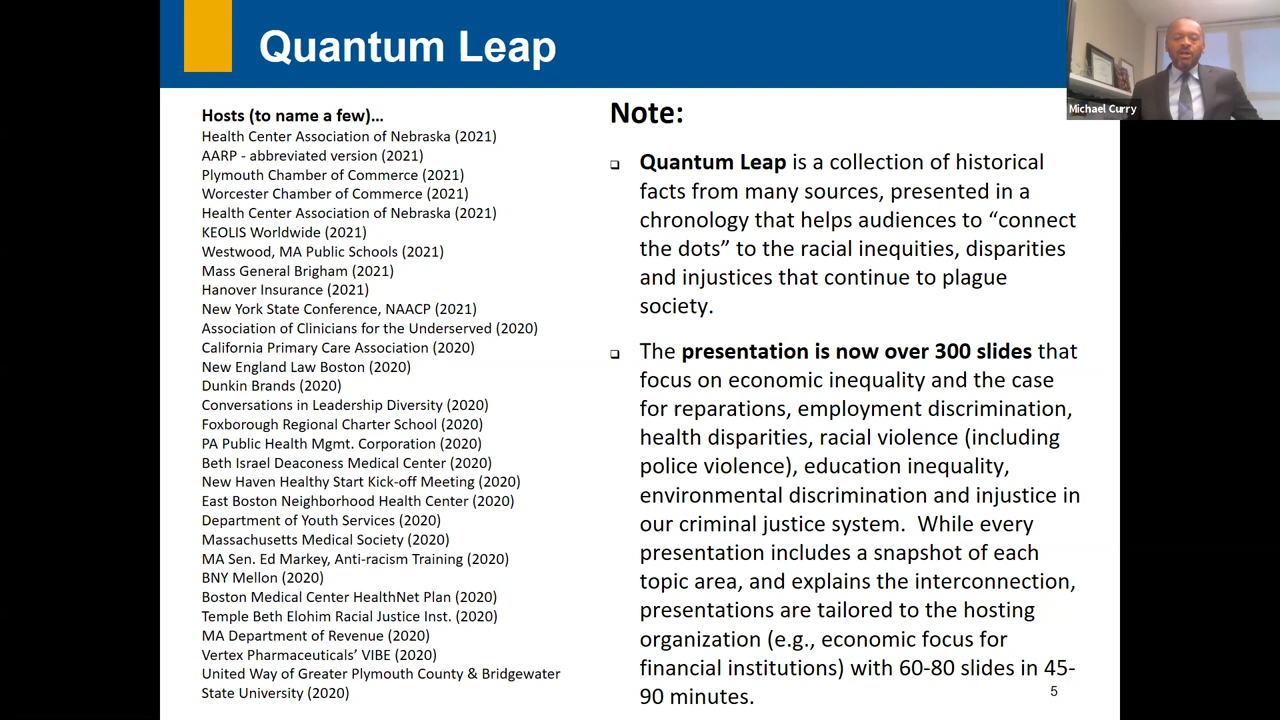 Quantum Leap
Michael Curry
Hosts (to name a few)...
Health Center Association of Nebraska (2021)
AARP - abbreviated version (2021)
Plymouth Chamber of Commerce (2021)
Worcester Chamber of Commerce (2021)
Health Center Association of Nebraska (2021)
KEOLIS Worldwide (2021)
Westwood, MA Public Schools (2021)
Mass General Brigham (2021)
Hanover Insurance (2021)
New York State Conference, NAACP (2021)
Association of Clinicians for the Underserved (2020)
California Primary Care Association (2020)
New England Law Boston (2020)
Dunkin Brands (2020)
Conversations in Leadership Diversity (2020)
Foxborough Regional Charter School (2020)
PA Public Health Mgmt. Corporation (2020)
Beth Israel Deaconess Medical Center (2020)
New Haven Healthy Start Kick-off Meeting (2020)
East Boston Neighborhood Health Center (2020)
Department of Youth Services (2020)
Massachusetts Medical Society (2020)
MA Sen. Ed Markey, Anti-racism Training (2020)
BNY Mellon (2020)
Boston Medical Center HealthNet Plan (2020)
Temple Beth Elohim Racial Justice Inst. (2020)
MA Department of Revenue (2020)
Vertex Pharmaceuticals’ VIBE (2020)
United Way of Greater Plymouth County & Bridgewater
State University (2020)
Note:
Quantum Leap is a collection of historical
facts from many sources, presented in a
chronology that helps audiences to “connect
the dots” to the racial inequities, disparities
and injustices that continue to plague
society.
The presentation is now over 300 slides that
focus on economic inequality and the case
for reparations, employment discrimination,
health disparities, racial violence (including
police violence), education inequality,
environmental discrimination and injustice in
our criminal justice system. While every
presentation includes a snapshot of each
topic area, and explains the interconnection,
presentations are tailored to the hosting
organization (e.g., economic focus for
financial institutions) with 60-80 slides in 45-
90 minutes.
5